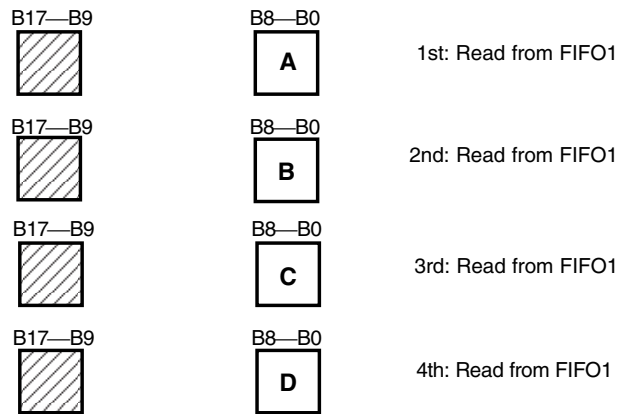 B17—B9 B8—B0
A 1st: Read from FIFO1
B17—B9 B8—B0
B 2nd: Read from FIFO1
B17—B9 B8—B0
C 3rd: Read from FIFO1
B17—B9 B8—B0
D 4th: Read from FIFO1